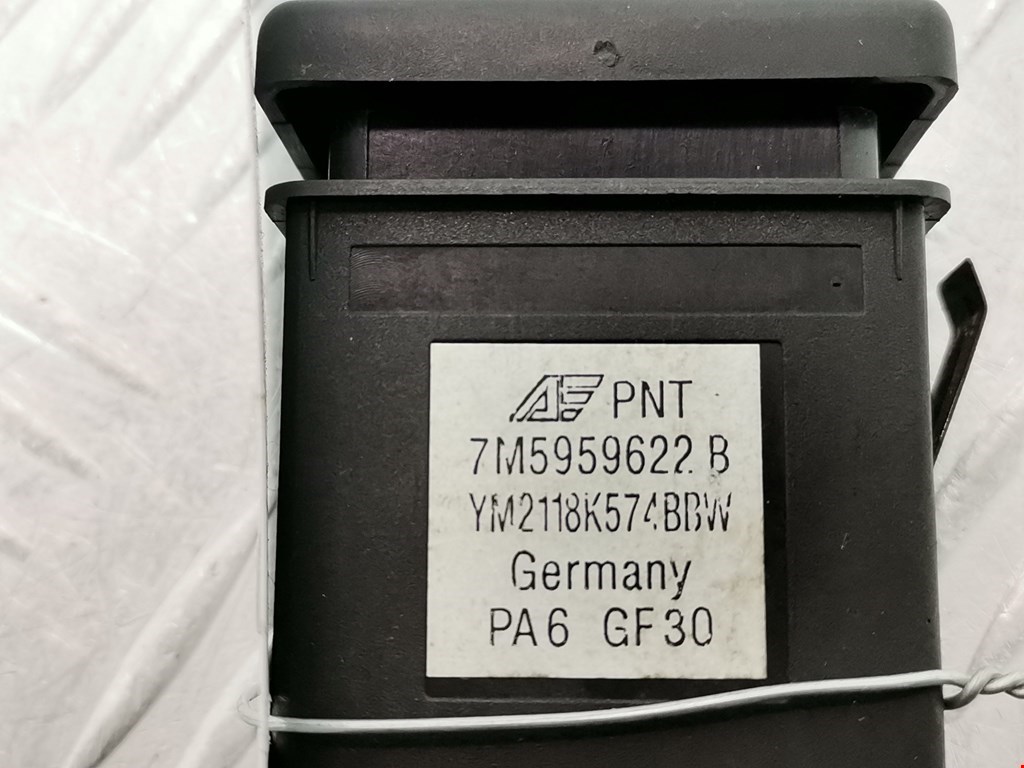 PNT
7M5959622 B
YM2118K574BBW
Germany
PA6 GF30